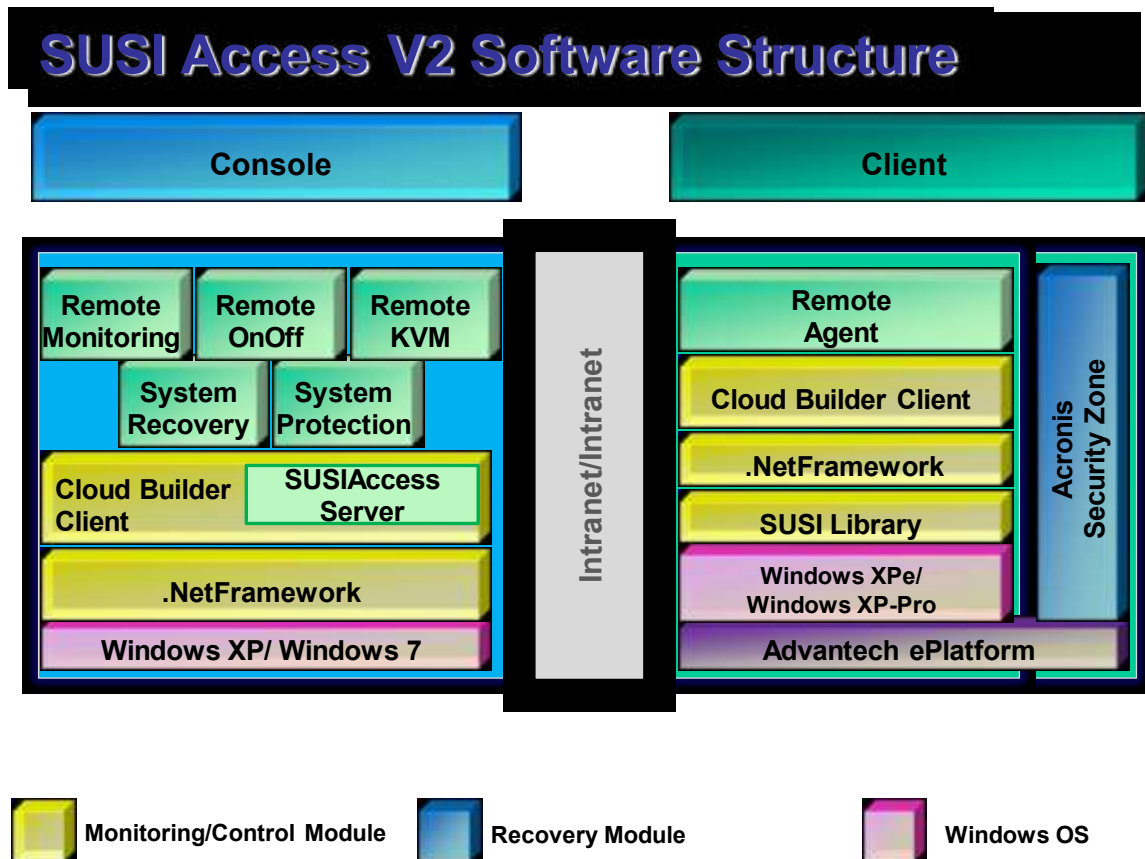 SUSI Access V2 Software Structure
Console
Client
Remote
Monitoring
Remote
OnOff
Remote
KVM
System
Recovery
System
Protection
Cloud Builder
Client
SUSIAccess
Server
.NetFramework
Windows XP/ Windows 7
Intranet/Intranet
Remote
Agent
Cloud Builder Client
.NetFramework
SUSI Library
Windows XPe/
Windows XP-Pro
Advantech ePlatform
Acronis
Security Zone
Monitoring/Control Module
Recovery Module
Windows OS